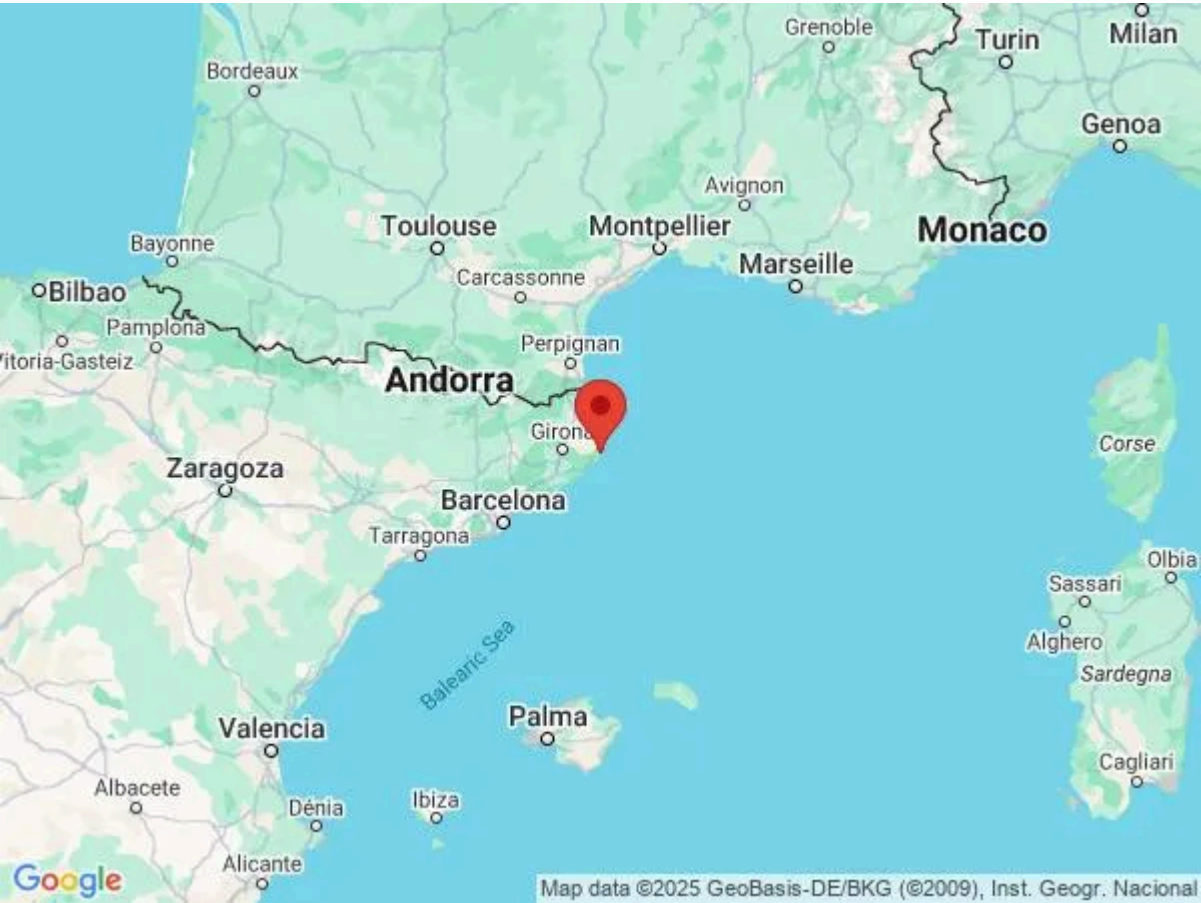 Grenoble
Turin
Milan
Bordeaux
Genoa
Avignon
Toulouse
Montpellier
Monaco
Bayonne
Marseille
Carcassonne
Bilbao
Pamplona
Perpignan
Vitoria-Gasteiz
Andorra
Girona
Corse
Zaragoza
Barcelona
Tarragona
Olbia
Sassari
Alghero
Balearic Sea
Sardegna
Palma
Valencia
Cagliari
Albacete
Ibiza
Dénia
Alicante
Google
Map data ©2025 GeoBasis-DE/BKG (©2009), Inst. Geogr. Nacional